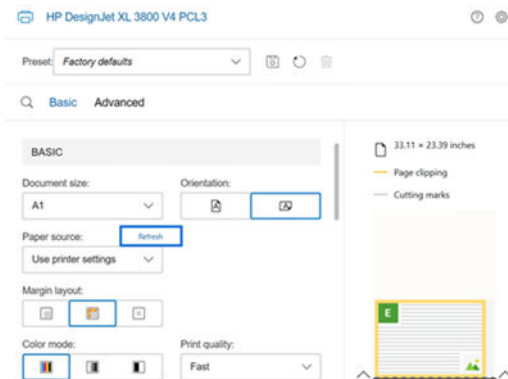 HP DesignJet XL 3800 V4 PCL3
Preset: Factory defaults
Basic Advanced
BASIC
Document size: Orientation:
A1
Paper source: Refresh
Use printer settings
Margin layout:
Color mode: Print quality:
Fast
33.11 × 23.39 inches
Page clipping
Cutting marks
E